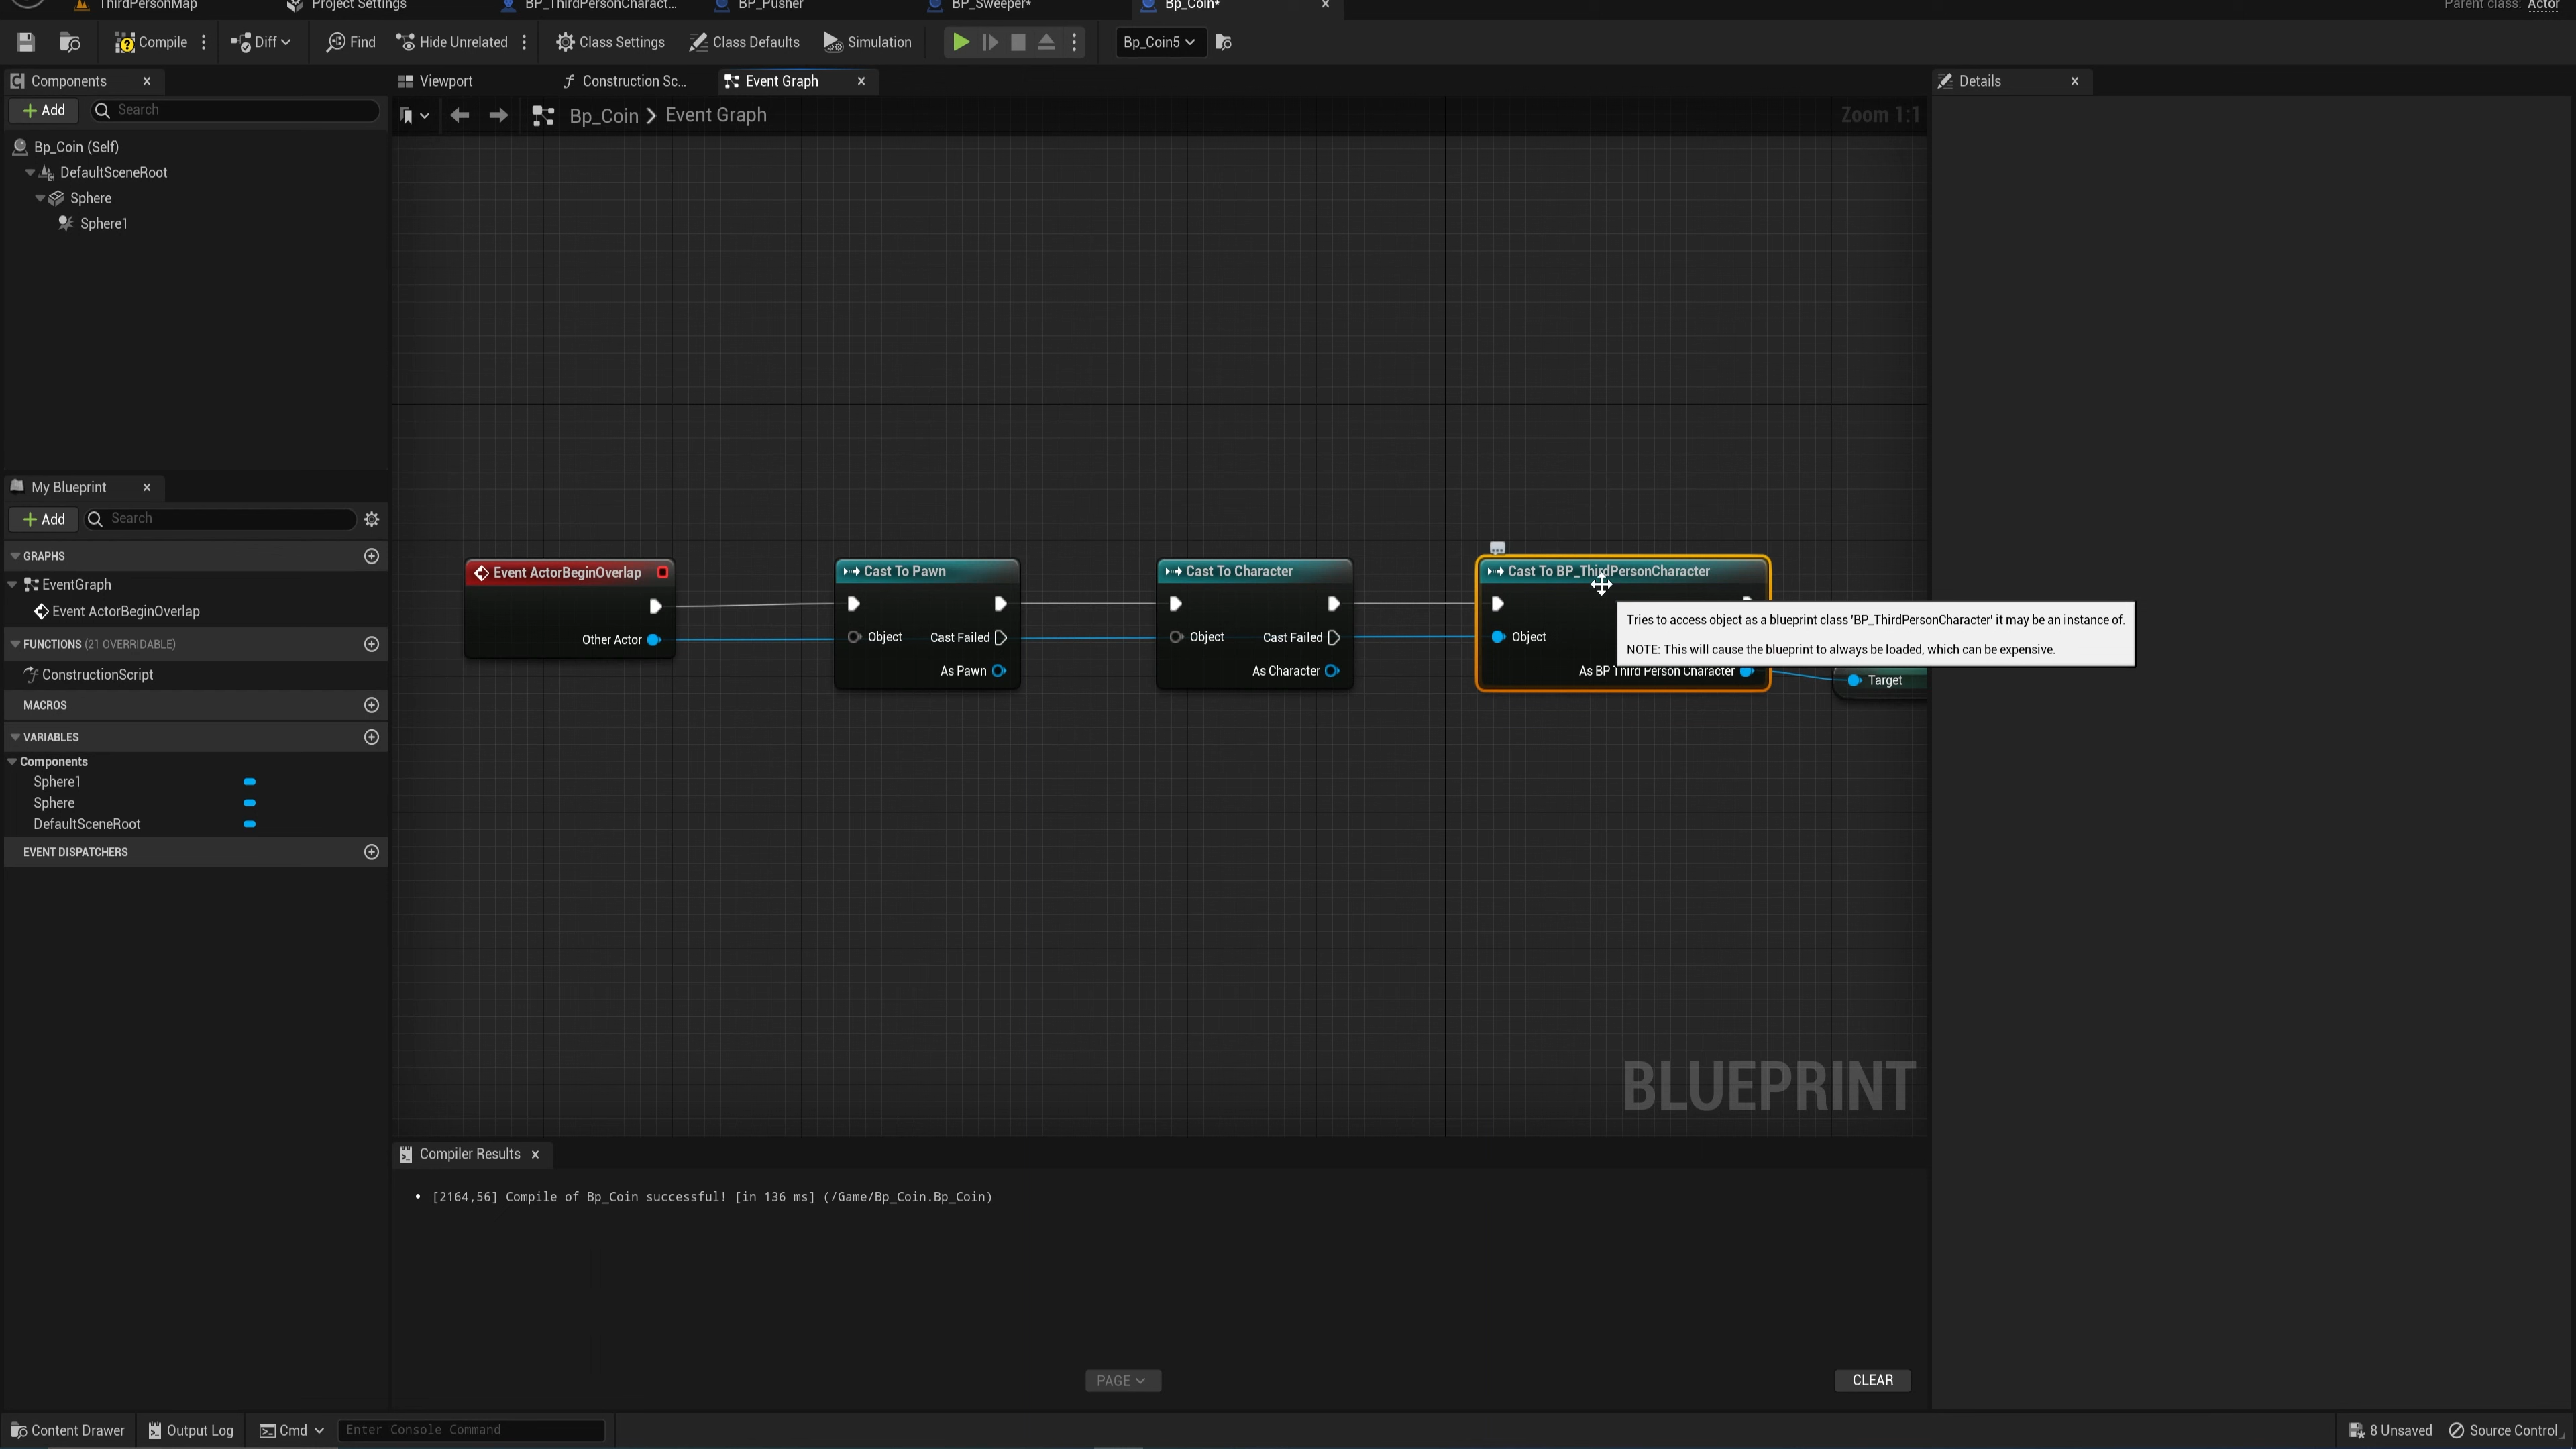 ThirdPersonMap
Project Settings
BP_ThirdPersonCharact...
BP_Pusher
BP_Sweeper*
Bp_Coin*
Parent class: Actor
Compile
Diff
Find
Hide Unrelated
Class Settings
Class Defaults
Simulation
Bp_Coin5
Components
Add
Search
Bp_Coin (Self)
DefaultSceneRoot
Sphere
Sphere1
Viewport
Construction Sc...
Event Graph
Details
Bp_Coin > Event Graph
Zoom 1:1
My Blueprint
Add
Search
GRAPHS
EventGraph
Event ActorBeginOverlap
FUNCTIONS (21 OVERRIDABLE)
ConstructionScript
MACROS
VARIABLES
Components
Sphere1
Sphere
DefaultSceneRoot
EVENT DISPATCHERS
Event ActorBeginOverlap
Other Actor
Cast To Pawn
Object
Cast Failed
As Pawn
Cast To Character
Object
Cast Failed
As Character
Cast To BP_ThirdPersonCharacter
Object
As BP Third Person Character
Tries to access object as a blueprint class 'BP_ThirdPersonCharacter' it may be an instance of.
NOTE: This will cause the blueprint to always be loaded, which can be expensive.
Target
BLUEPRINT
Compiler Results
• [2164,56] Compile of Bp_Coin successful! [in 136 ms] (/Game/Bp_Coin.Bp_Coin)
PAGE
CLEAR
Content Drawer
Output Log
Cmd
Enter Console Command
8 Unsaved
Source Control